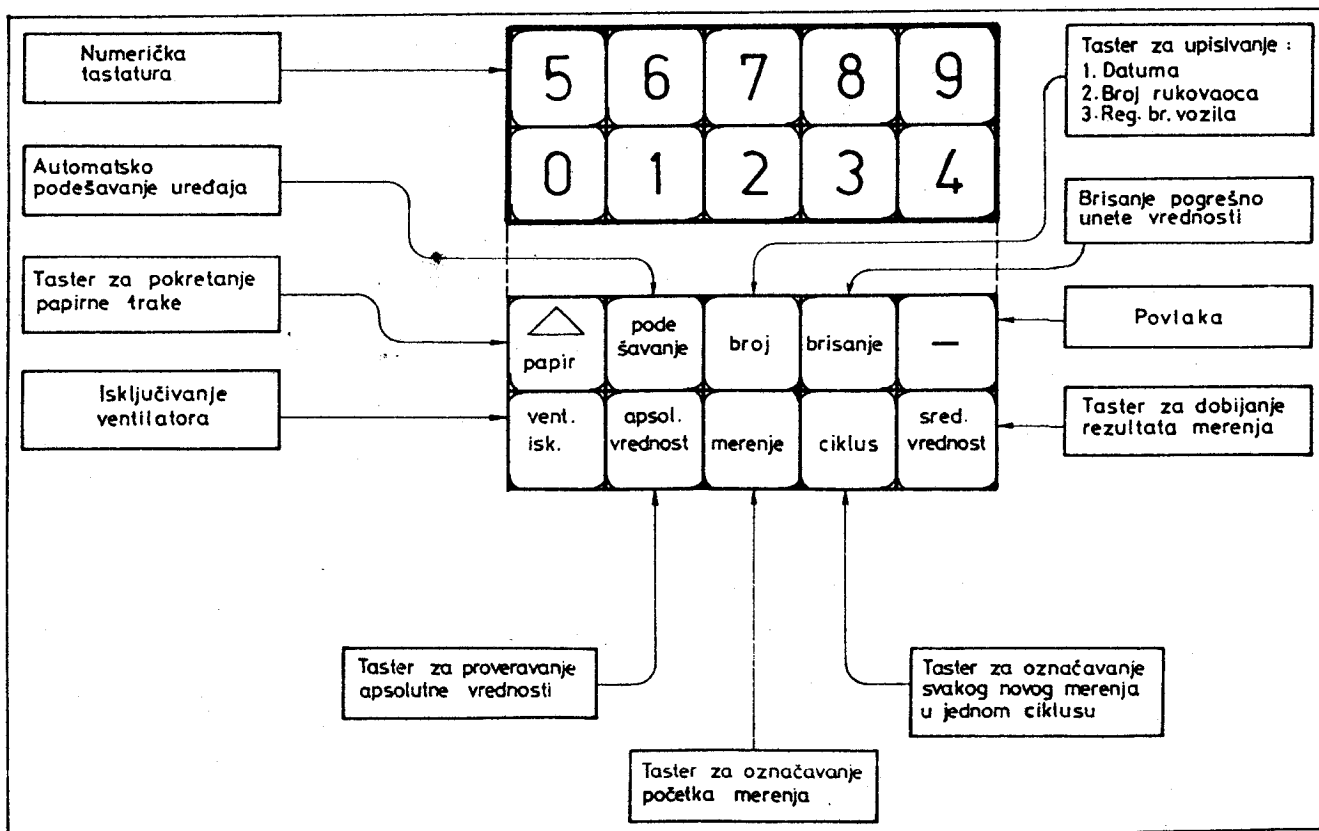 Numerička
tastatura
5 6 7 8 9
0 1 2 3 4
Taster za upisivanje :
1. Datuma
2. Broj rukovaoca
3. Reg. br. vozila
Automatsko
podešavanje uređaja
Brisanje pogrešno
unete vrednosti
Taster za pokretanje
papirne trake
papir
pode
šavanje
broj
brisanje
—
Povlaka
Isključivanje
ventilatora
vent.
isk.
apsol.
vrednost
merenje
ciklus
sred.
vrednost
Taster za dobijanje
rezultata merenja
Taster za proveravanje
apsolutne vrednosti
Taster za označavanje
početka merenja
Taster za označavanje
svakog novog merenja
u jednom ciklusu